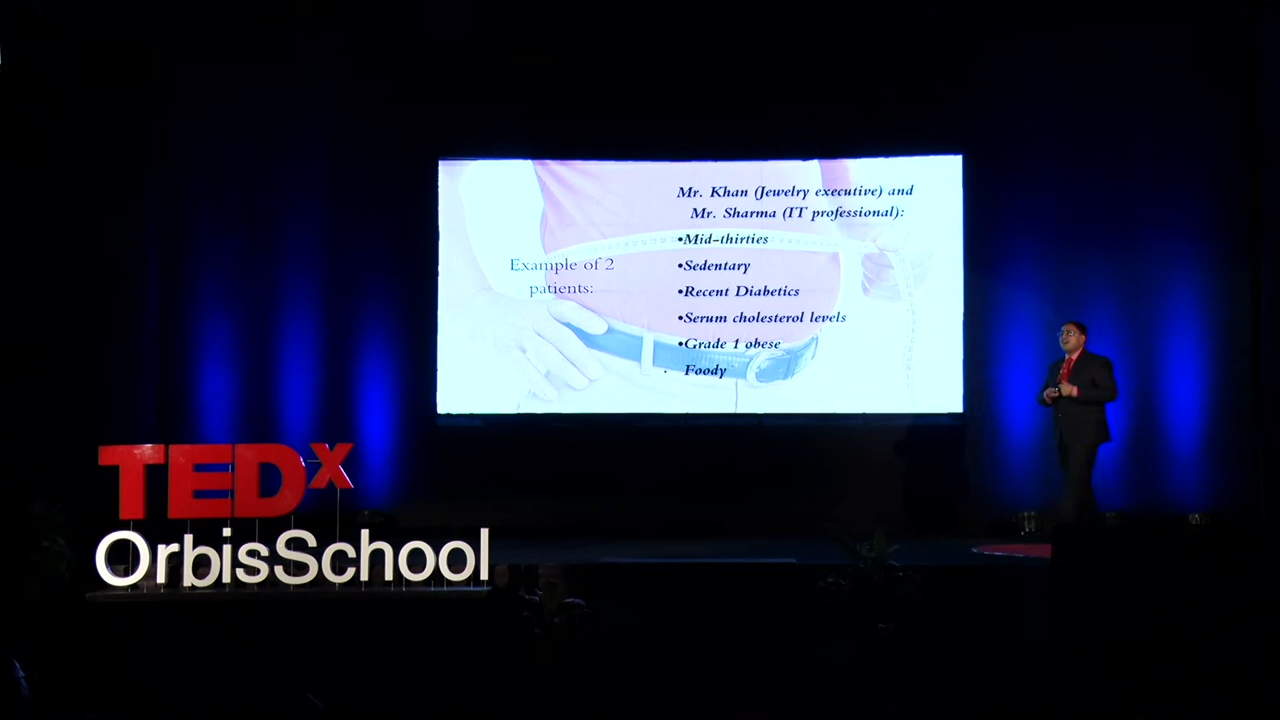 Example of 2
patients:
Mr. Khan (Jewelry executive) and
Mr. Sharma (IT professional):
•Mid-thirties
•Sedentary
•Recent Diabetics
•Serum cholesterol levels
•Grade 1 obese
. Foody
TEDx
OrbisSchool